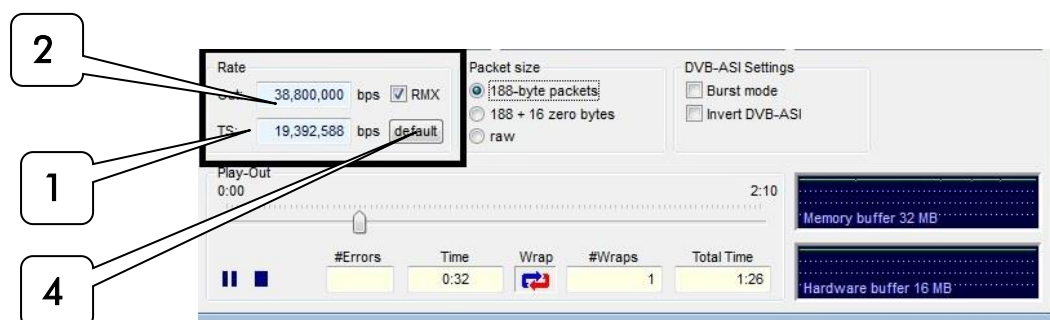 2
1
4
Rate
Out: 38,800,000 bps RMX
TS: 19,392,588 bps default
Packet size
188-byte packets
188 + 16 zero bytes
raw
DVB-ASI Settings
Burst mode
Invert DVB-ASI
Play-Out
0:00 2:10
#Errors Time Wrap #Wraps Total Time
0:32 1 1:26
Memory buffer 32 MB
Hardware buffer 16 MB